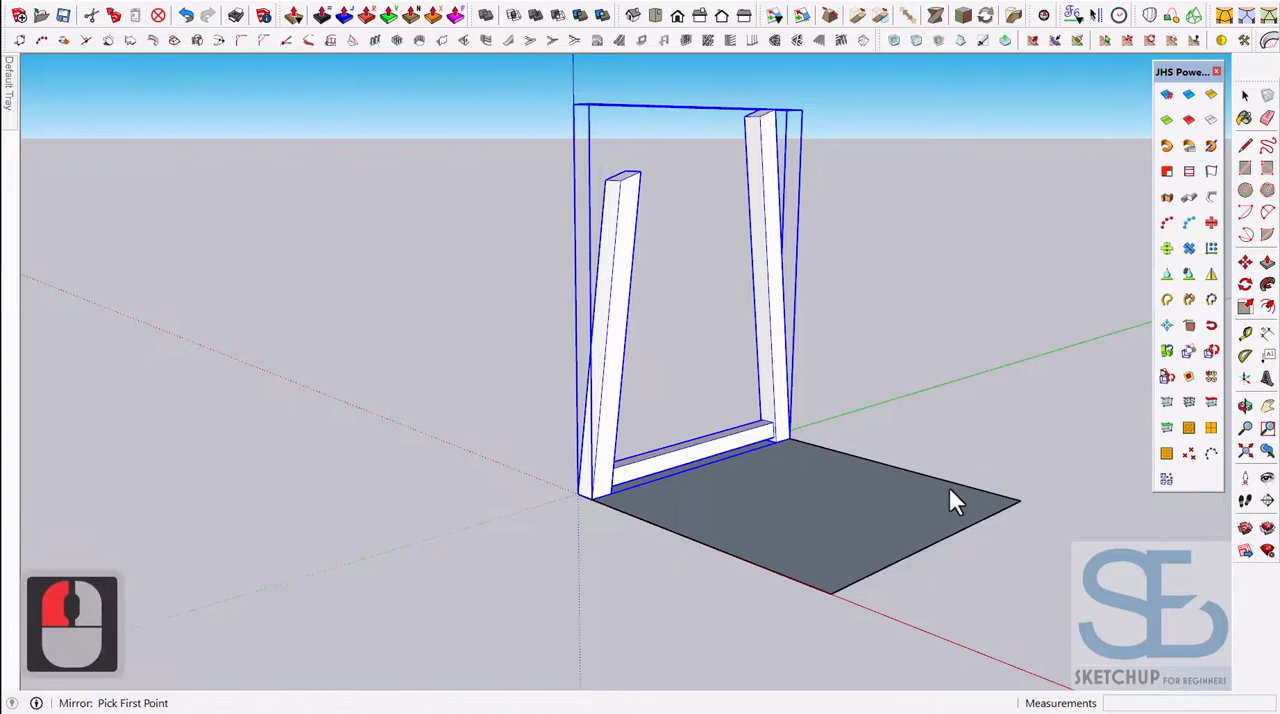 JHS Powe...
Default Tray
SKETCHUP FOR BEGINNERS
Mirror: Pick First Point
Measurements